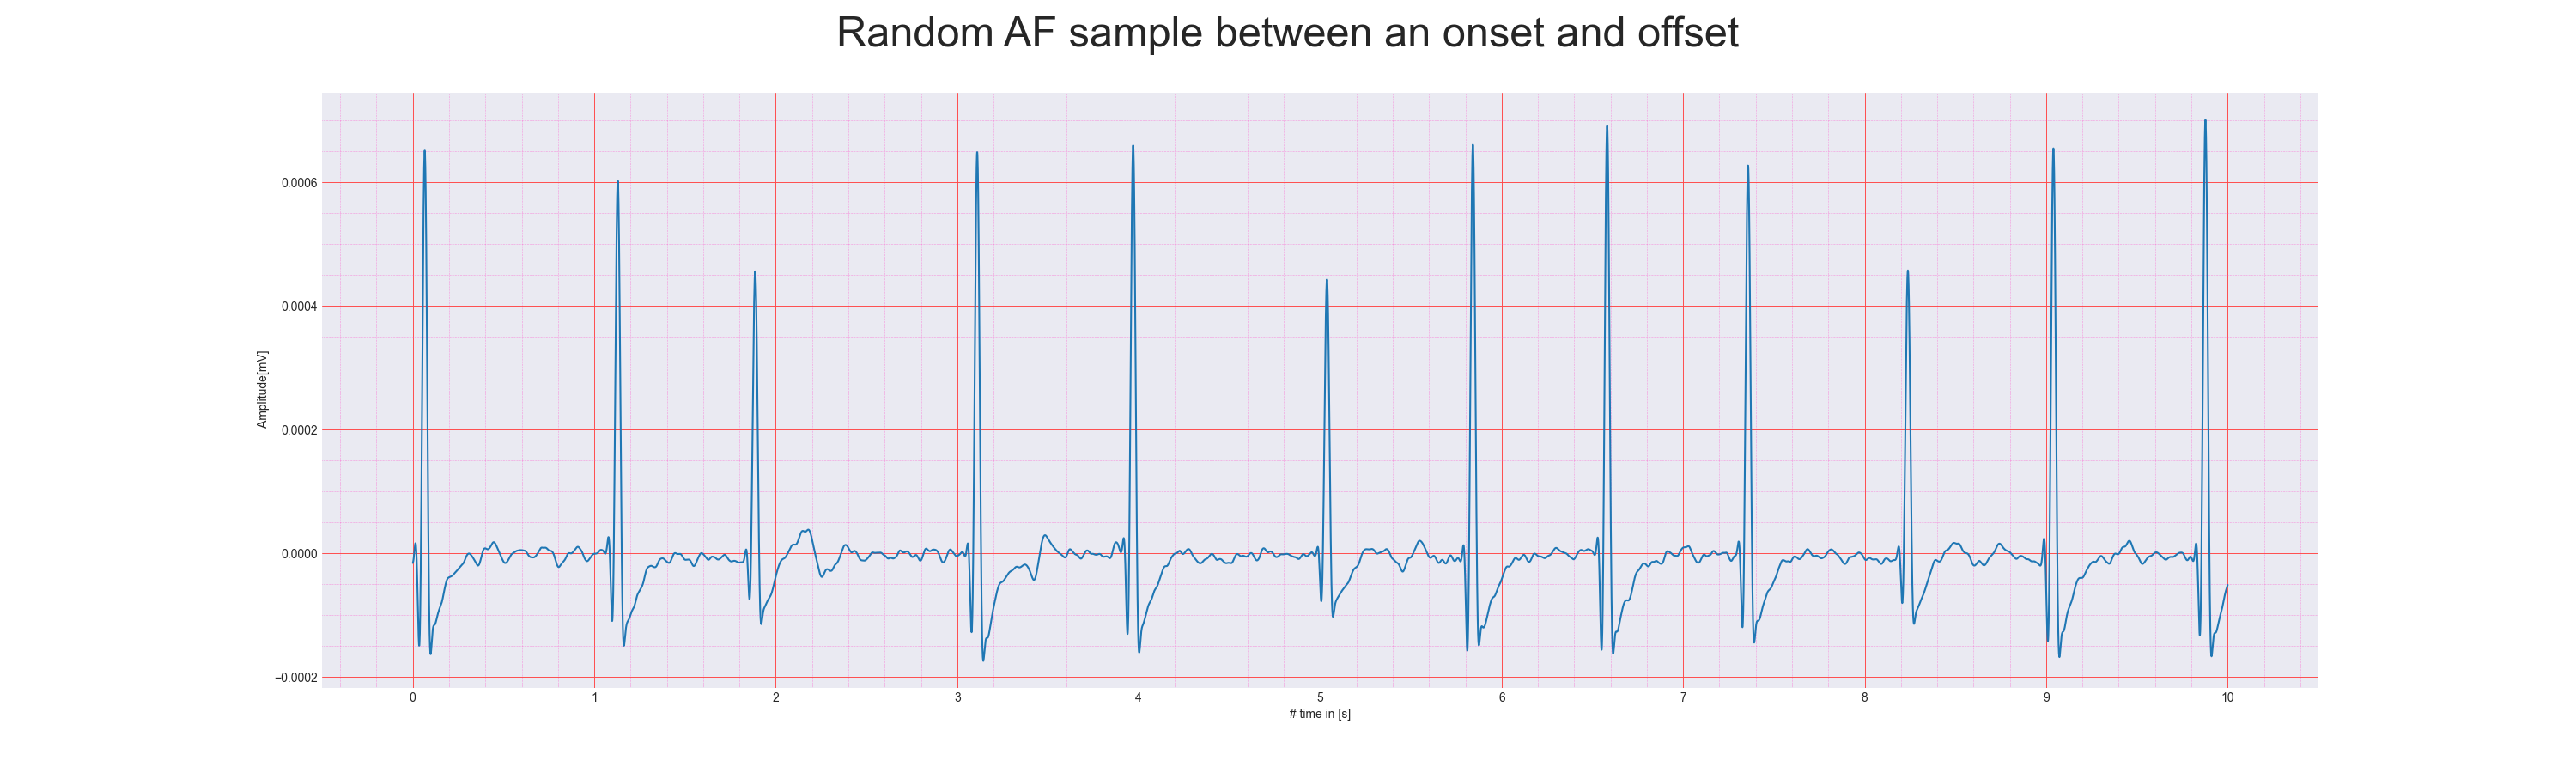 Random AF sample between an onset and offset
0.0006
0.0004
0.0002
0.0000
−0.0002
Amplitude[mV]
0 1 2 3 4 5 6 7 8 9 10
# time in [s]